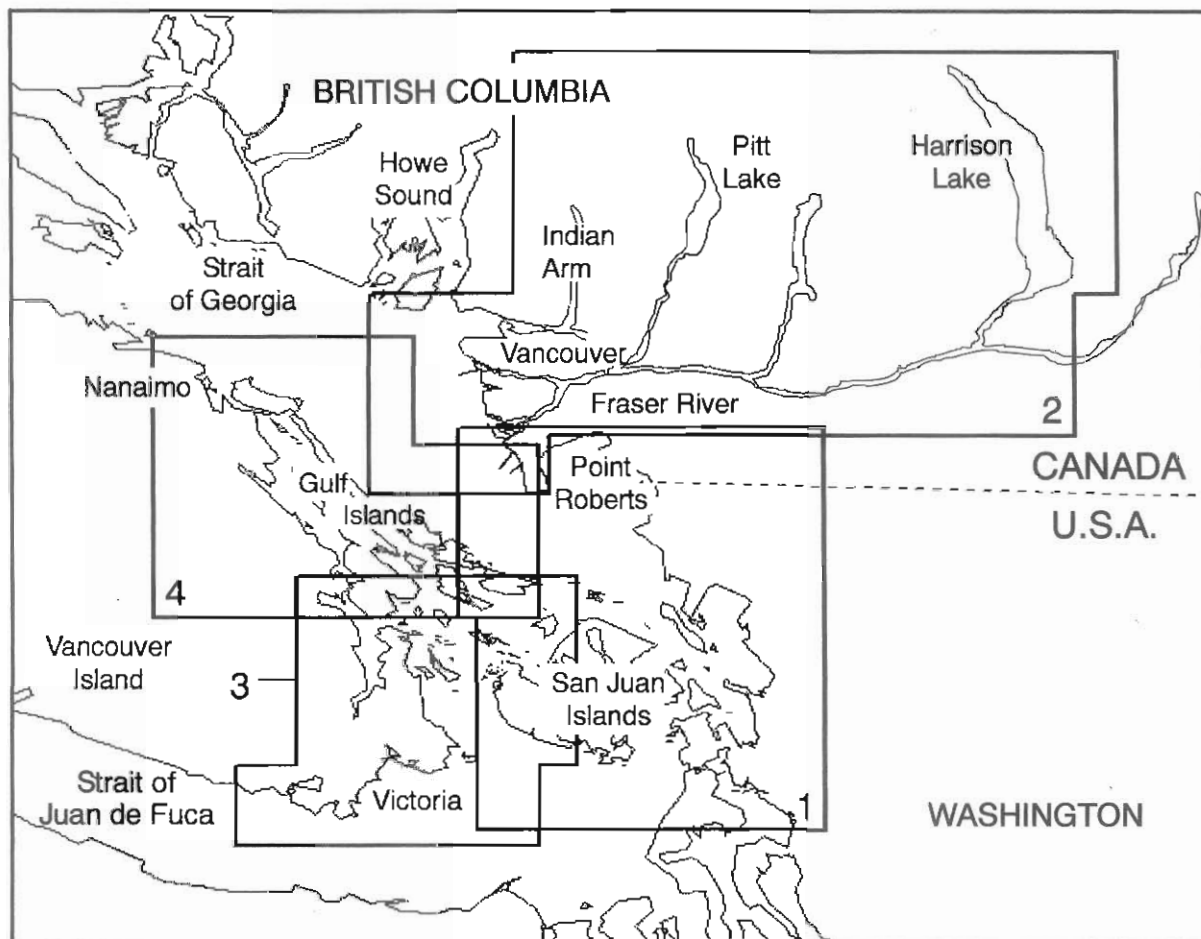 BRITISH COLUMBIA
Howe
Sound
Pitt
Lake
Harrison
Lake
Indian
Arm
Strait
of Georgia
Vancouver
Nanaimo
Fraser River
2
Gulf
Islands
Point
Roberts
CANADA
U.S.A.
4
Vancouver
Island
3
San Juan
Islands
Strait of
Juan de Fuca
Victoria
1
WASHINGTON